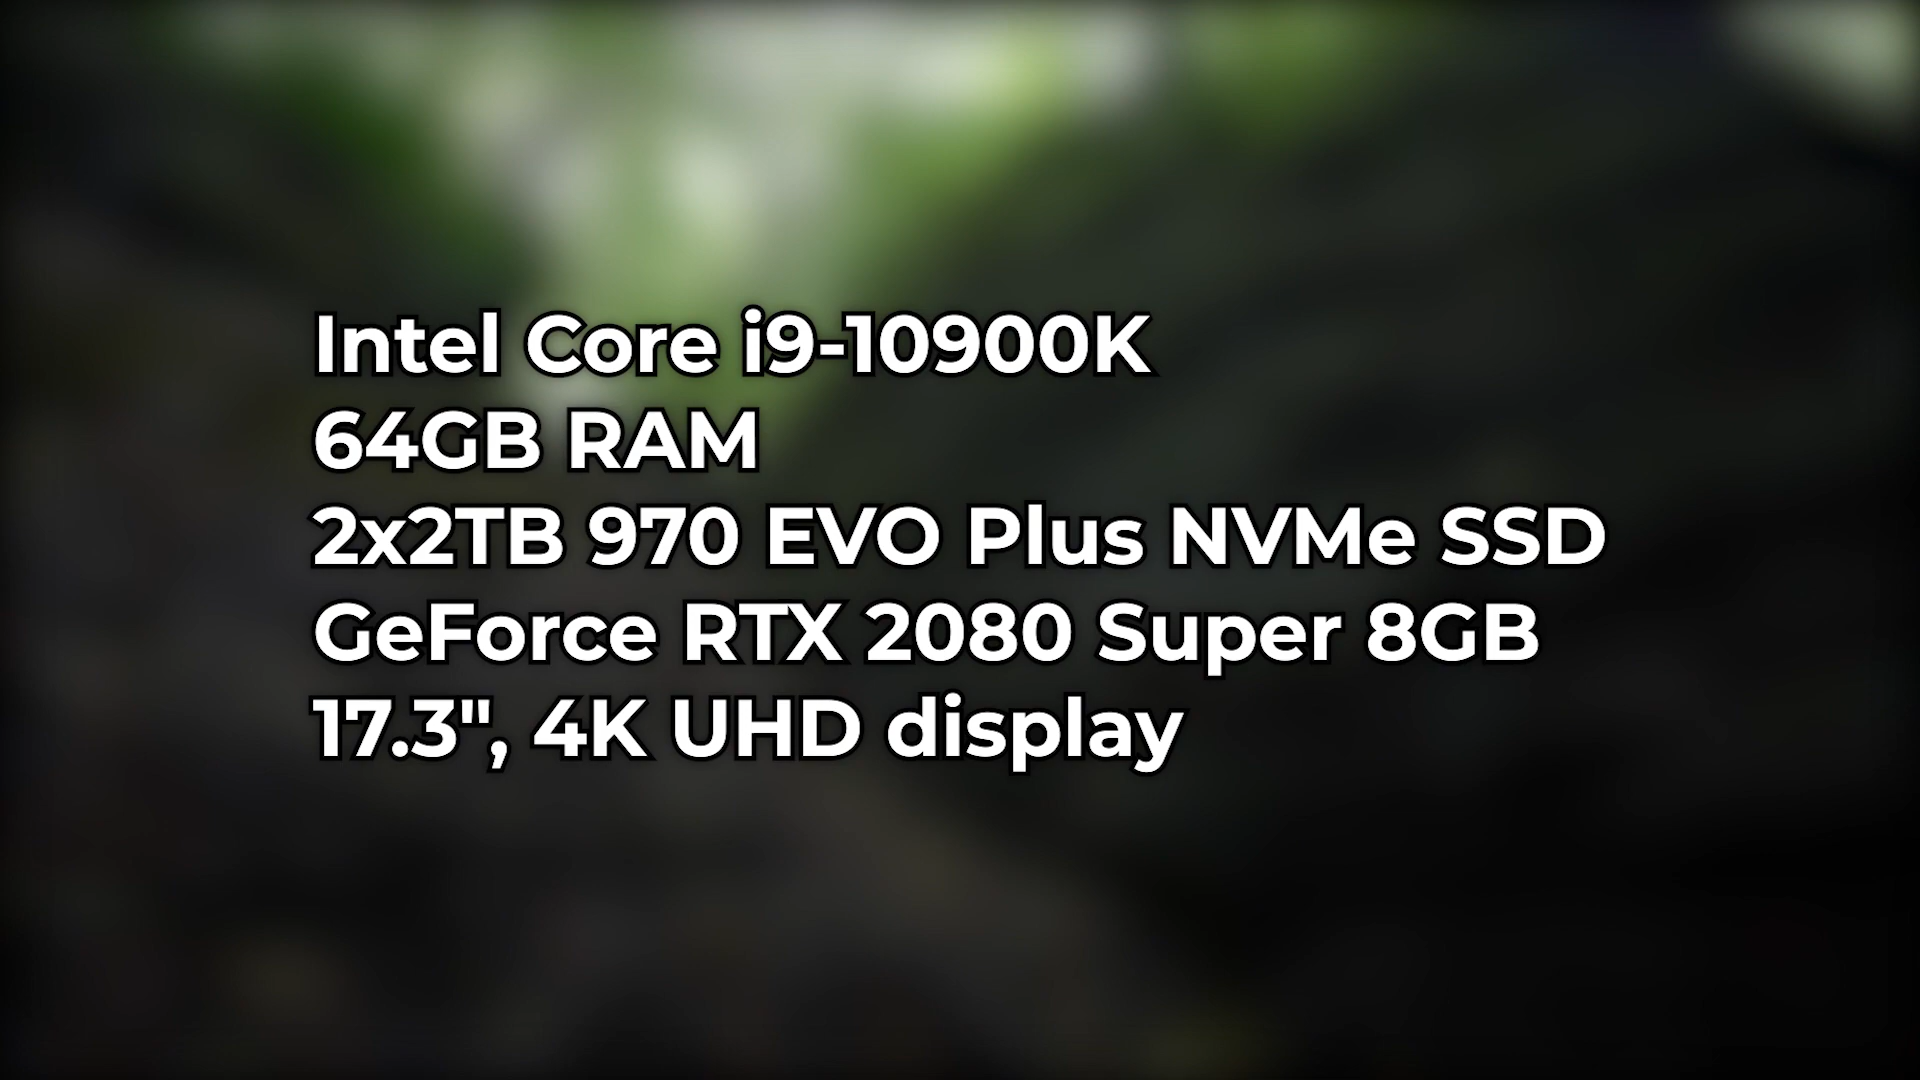 Intel Core i9-10900K
64GB RAM
2x2TB 970 EVO Plus NVMe SSD
GeForce RTX 2080 Super 8GB
17.3", 4K UHD display